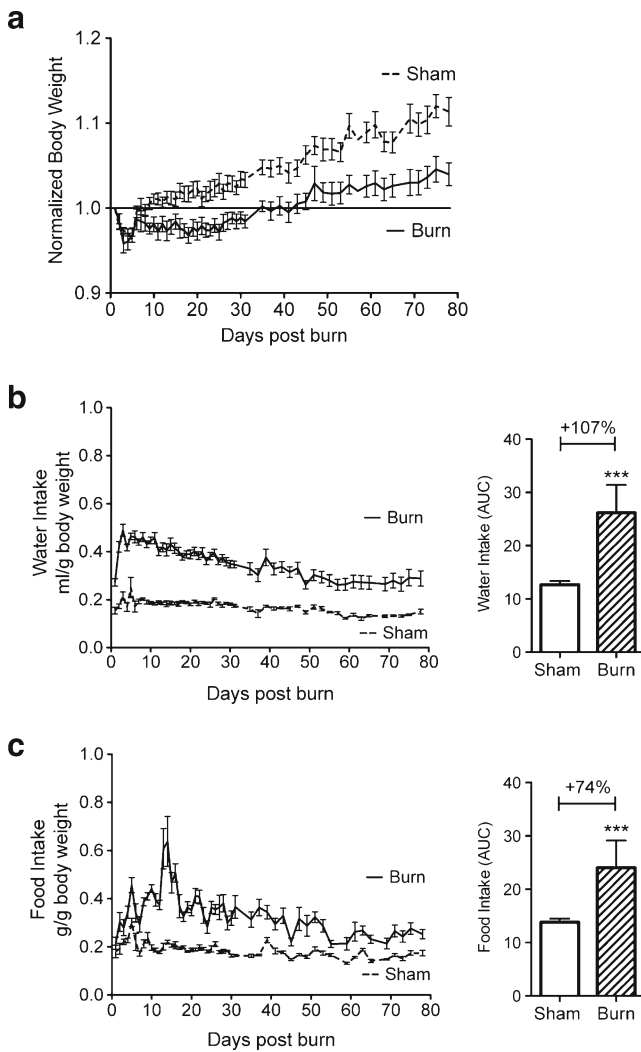 a
1.2
1.1
1.0
0.9
Normalized Body Weight
Sham
Burn
0 10 20 30 40 50 60 70 80
Days post burn
b
1.0
0.8
0.6
0.4
0.2
0.0
Water Intake
ml/g body weight
Burn
Sham
0 10 20 30 40 50 60 70 80
Days post burn
+107%
***
40
30
20
10
0
Water Intake (AUC)
Sham Burn
c
1.0
0.8
0.6
0.4
0.2
0.0
Food Intake
g/g body weight
Burn
Sham
0 10 20 30 40 50 60 70 80
Days post burn
+74%
***
40
30
20
10
0
Food Intake (AUC)
Sham Burn